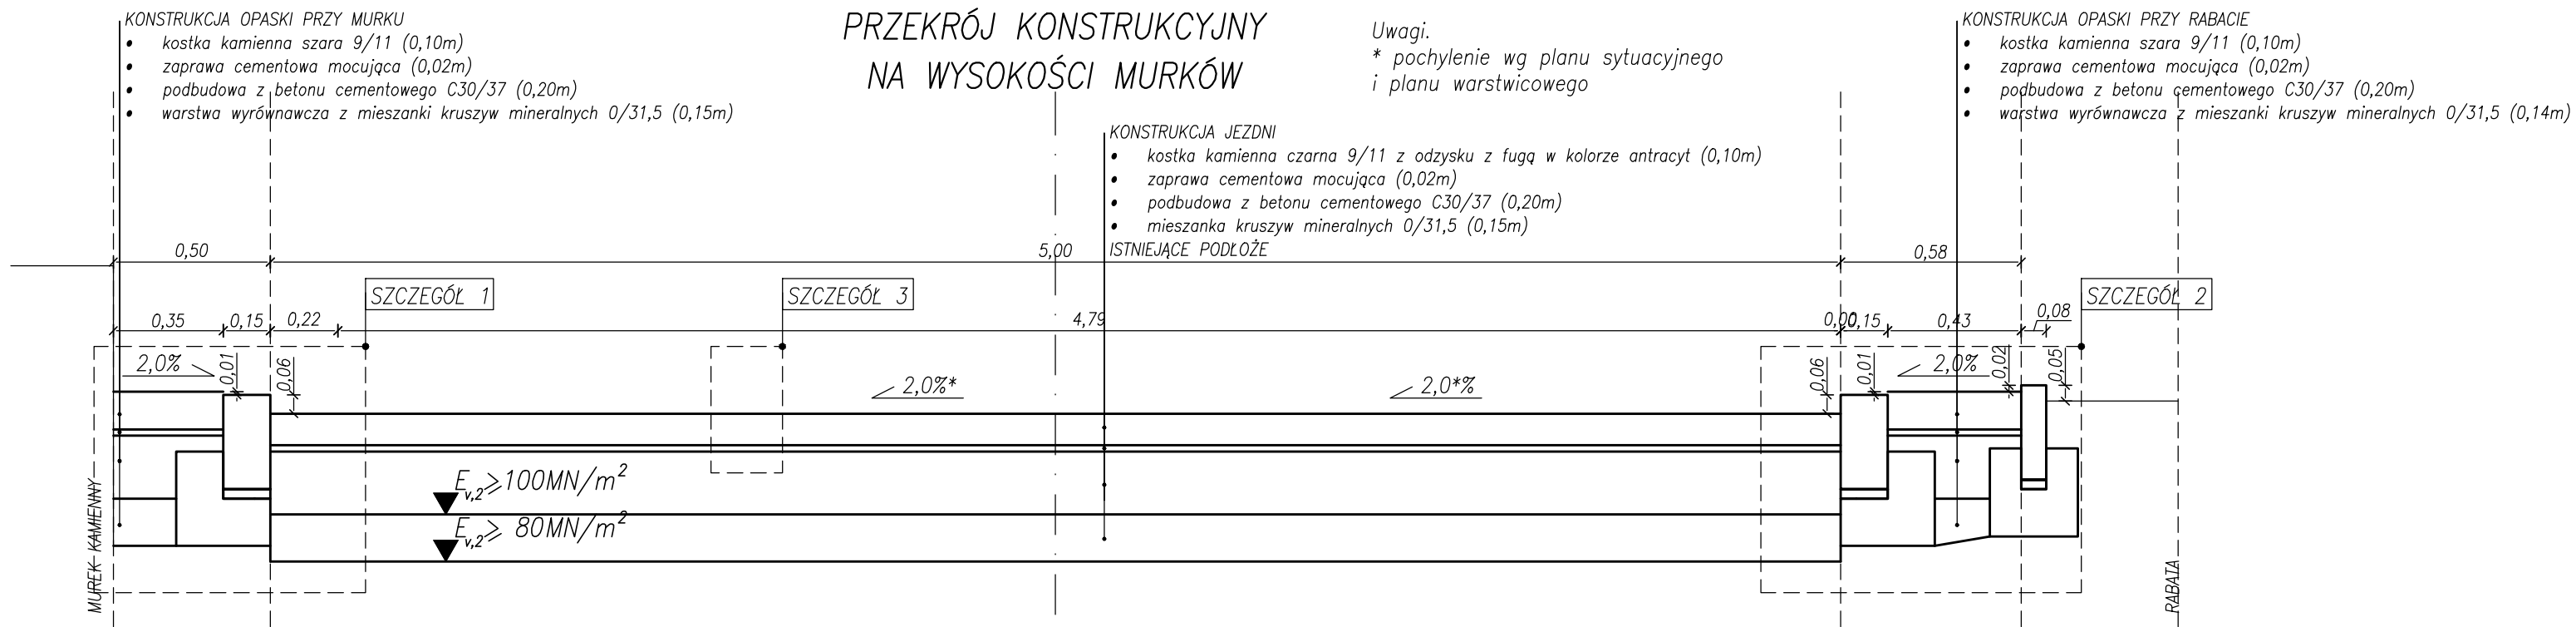 KONSTRUKCJA OPASKI PRZY MURKU
• kostka kamienna szara 9/11 (0,10m)
• zaprawa cementowa mocująca (0,02m)
• podbudowa z betonu cementowego C30/37 (0,20m)
• warstwa wyrównawcza z mieszanki kruszyw mineralnych 0/31,5 (0,15m)
PRZEKRÓJ KONSTRUKCYJNY
NA WYSOKOŚCI MURKÓW
Uwagi.
* pochylenie wg planu sytuacyjnego
i planu warstwicowego
KONSTRUKCJA OPASKI PRZY RABACIE
• kostka kamienna szara 9/11 (0,10m)
• zaprawa cementowa mocująca (0,02m)
• podbudowa z betonu cementowego C30/37 (0,20m)
• warstwa wyrównawcza z mieszanki kruszyw mineralnych 0/31,5 (0,14m)
KONSTRUKCJA JEZDNI
• kostka kamienna czarna 9/11 z odzysku z fugą w kolorze antracyt (0,10m)
• zaprawa cementowa mocująca (0,02m)
• podbudowa z betonu cementowego C30/37 (0,20m)
• mieszanka kruszyw mineralnych 0/31,5 (0,15m)
ISTNIEJĄCE PODŁOŻE
0,50 5,00 0,58
SZCZEGÓŁ 1 SZCZEGÓŁ 3 SZCZEGÓŁ 2
0,35 0,15 0,22 4,79 0,00 0,15 0,43 0,08
2,0% 0,01 0,06 2,0%* 2,0*% 0,06 0,01 2,0% 0,02 0,05
Ev,2⩾100MN/m²
Ev,2⩾ 80MN/m²
MUREK KAMIENNY
RABATA